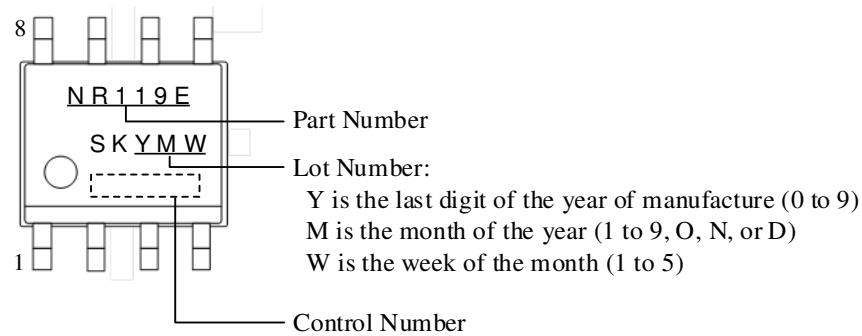 8
NR119E
Part Number
SKYMW
Lot Number:
Y is the last digit of the year of manufacture (0 to 9)
M is the month of the year (1 to 9, O, N, or D)
W is the week of the month (1 to 5)
1
Control Number